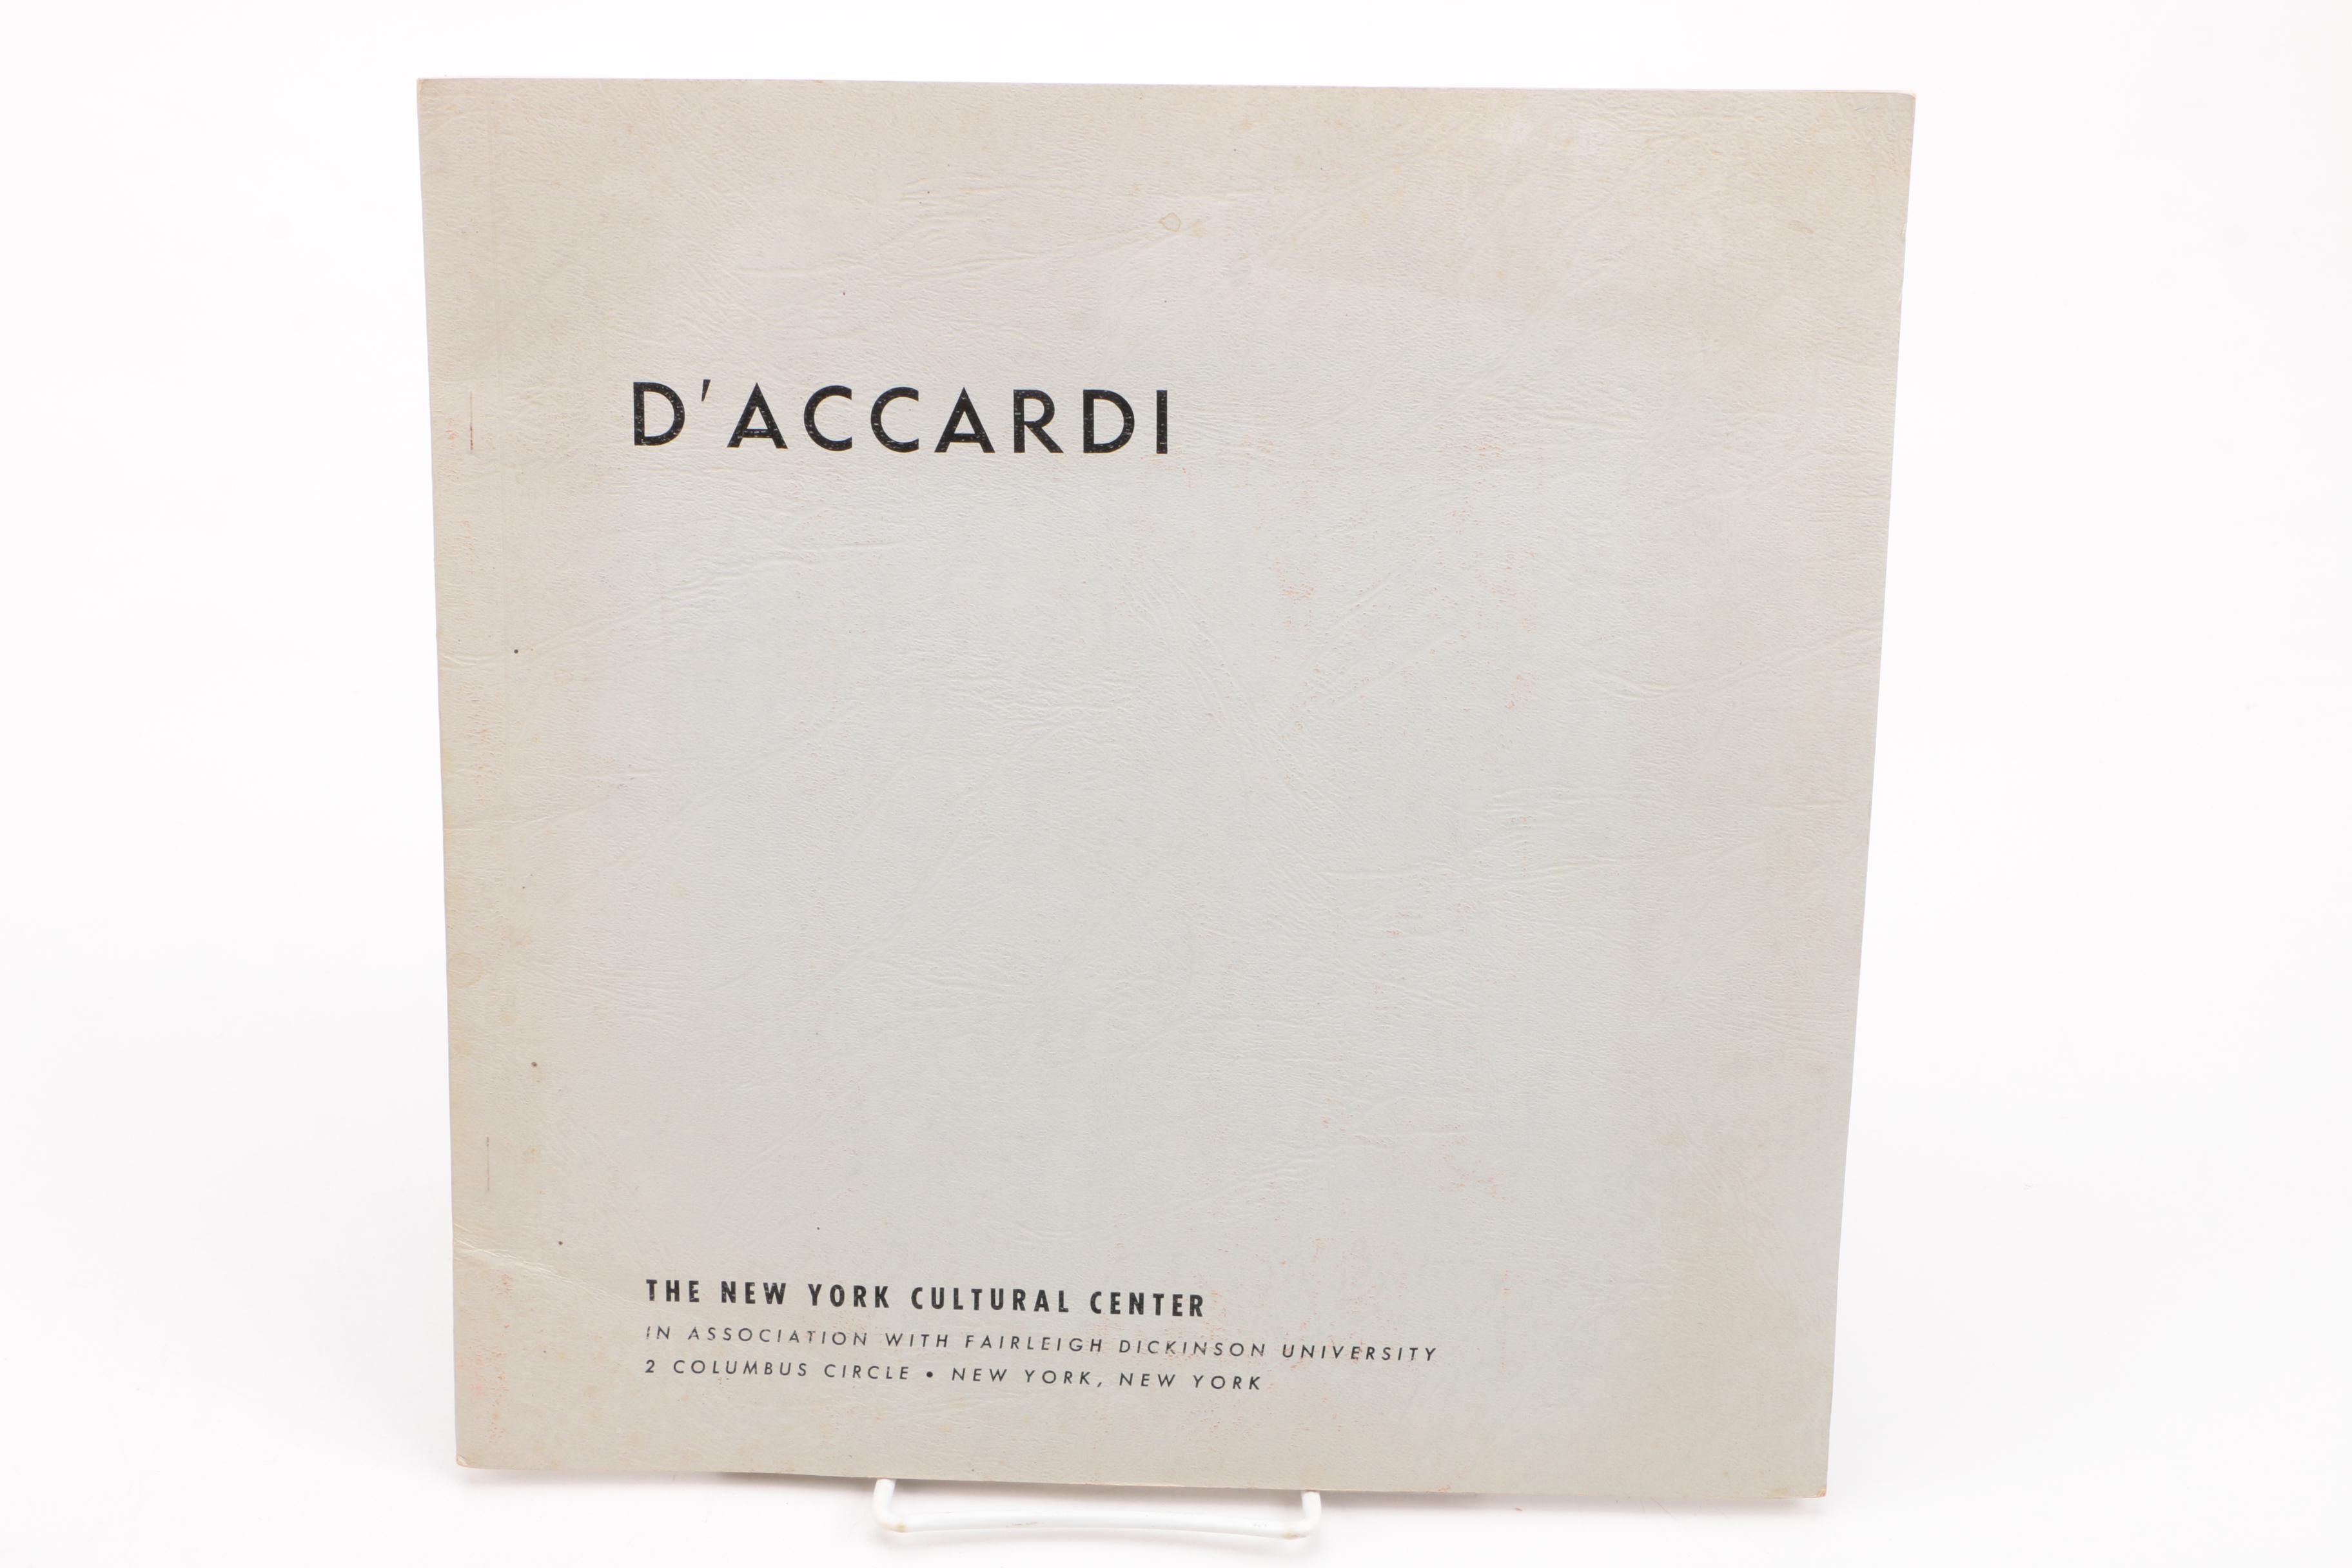 D'ACCARDI
THE NEW YORK CULTURAL CENTER
IN ASSOCIATION WITH FAIRLEIGH DICKINSON UNIVERSITY
2 COLUMBUS CIRCLE • NEW YORK, NEW YORK